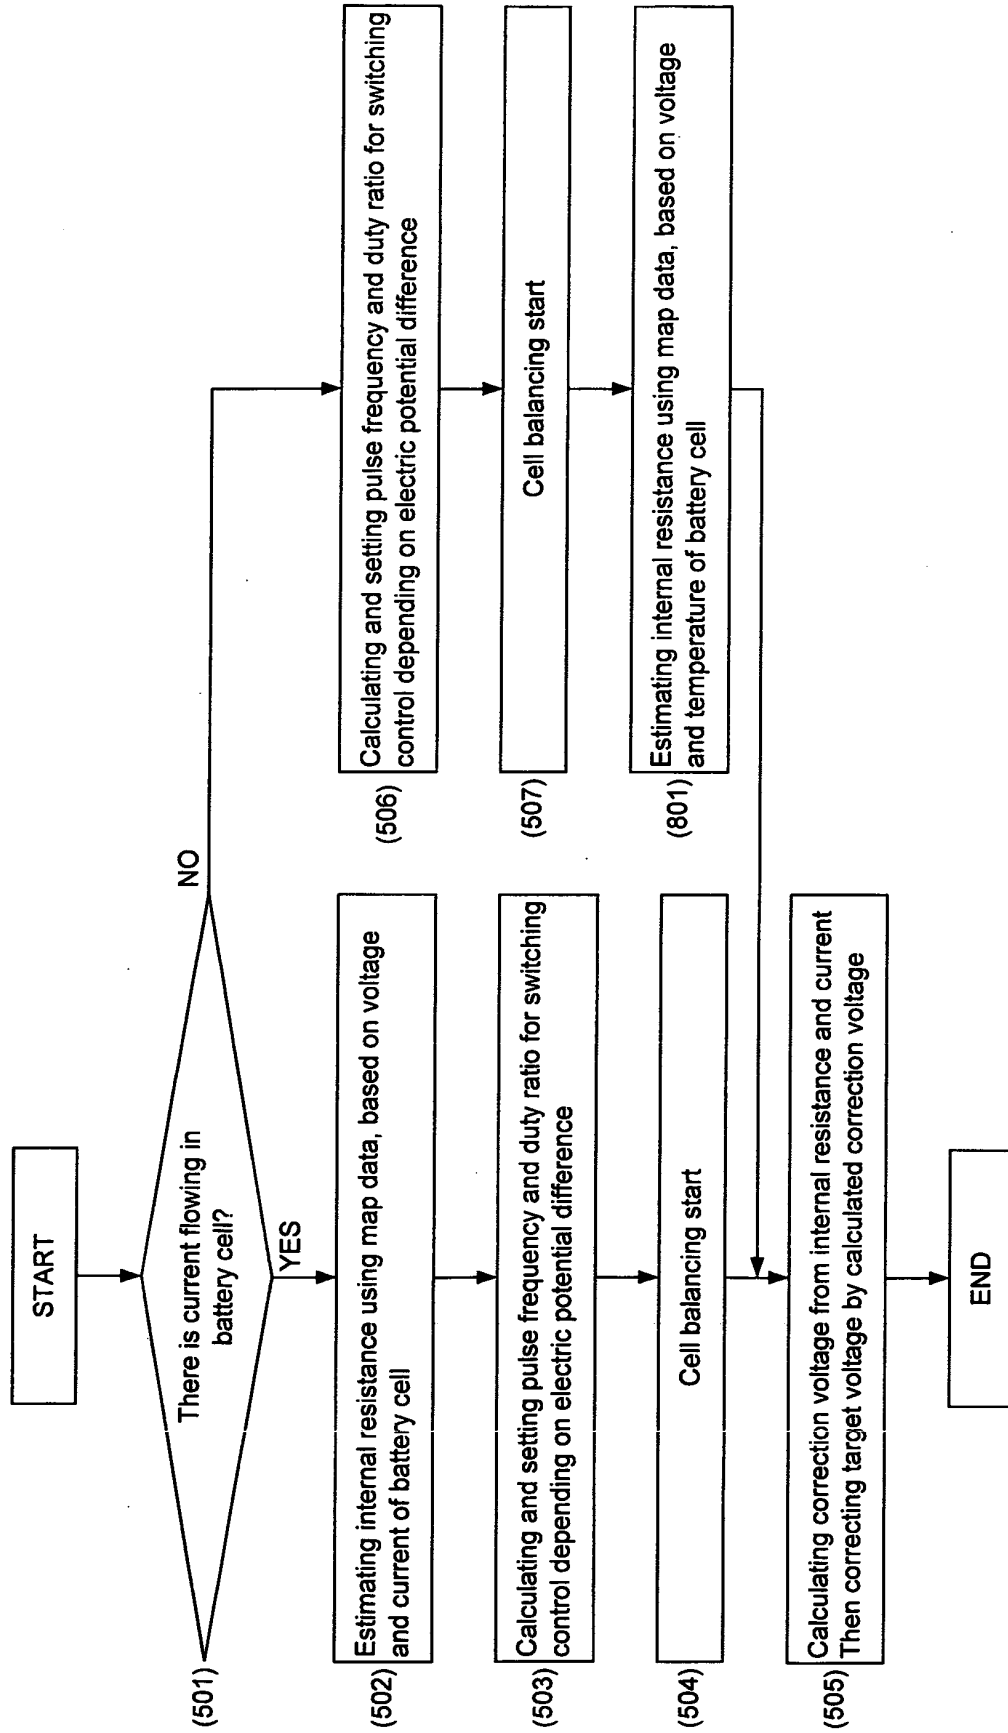 START
(501)
There is current flowing in
battery cell?
NO
YES
(502)
Estimating internal resistance using map data, based on voltage
and current of battery cell
(503)
Calculating and setting pulse frequency and duty ratio for switching
control depending on electric potential difference
(504)
Cell balancing start
(506)
Calculating and setting pulse frequency and duty ratio for switching
control depending on electric potential difference
(507)
Cell balancing start
(801)
Estimating internal resistance using map data, based on voltage
and temperature of battery cell
(505)
Calculating correction voltage from internal resistance and current
Then correcting target voltage by calculated correction voltage
END